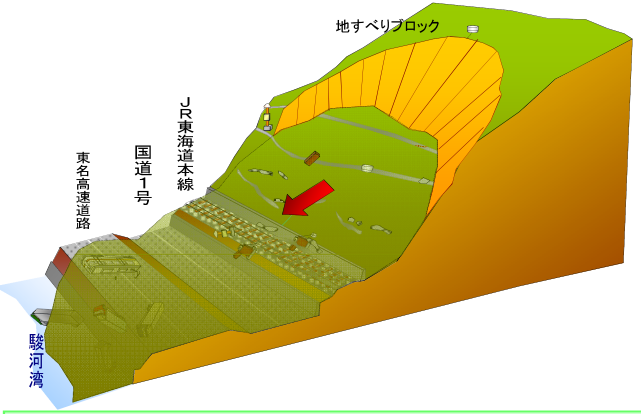 地すべりブロック
JR東海道本線
国道1号
東名高速道路
駿河湾